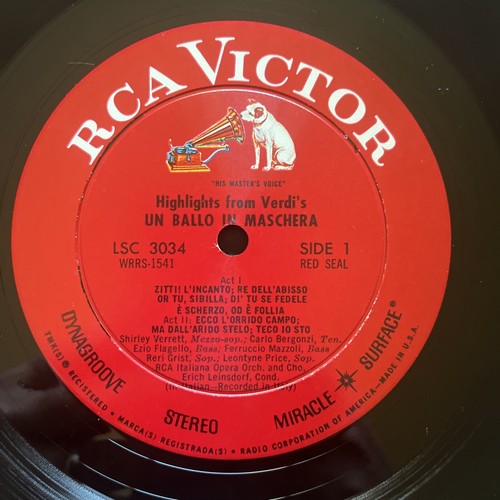 RCA VICTOR
"HIS MASTER'S VOICE"
Highlights from Verdi's
UN BALLO IN MASCHERA
LSC 3034 SIDE 1
WRRS-1541 RED SEAL
Act I
ZITTI! L'INCANTO; RE DELL'ABISSO
OR TU, SIBILLA; DI' TU SE FEDELE
È SCHERZO, OD È FOLLIA
Act II: ECCO L'ORRIDO CAMPO;
MA DALL'ARIDO STELO; TECO IO STO
Shirley Verrett, Mezzo-sop.; Carlo Bergonzi, Ten.
Ezio Flagello, Bass; Ferruccio Mazzoli, Bass
Reri Grist, Sop.; Leontyne Price, Sop.
RCA Italiana Opera Orch. and Cho.
Erich Leinsdorf, Cond.
(In Italian—Recorded in Italy)
DYNAGROOVE STEREO MIRACLE SURFACE®
TMK(S)® REGISTERED • MARCA(S) REGISTRADA(S) • RADIO CORPORATION OF AMERICA—MADE IN U.S.A.